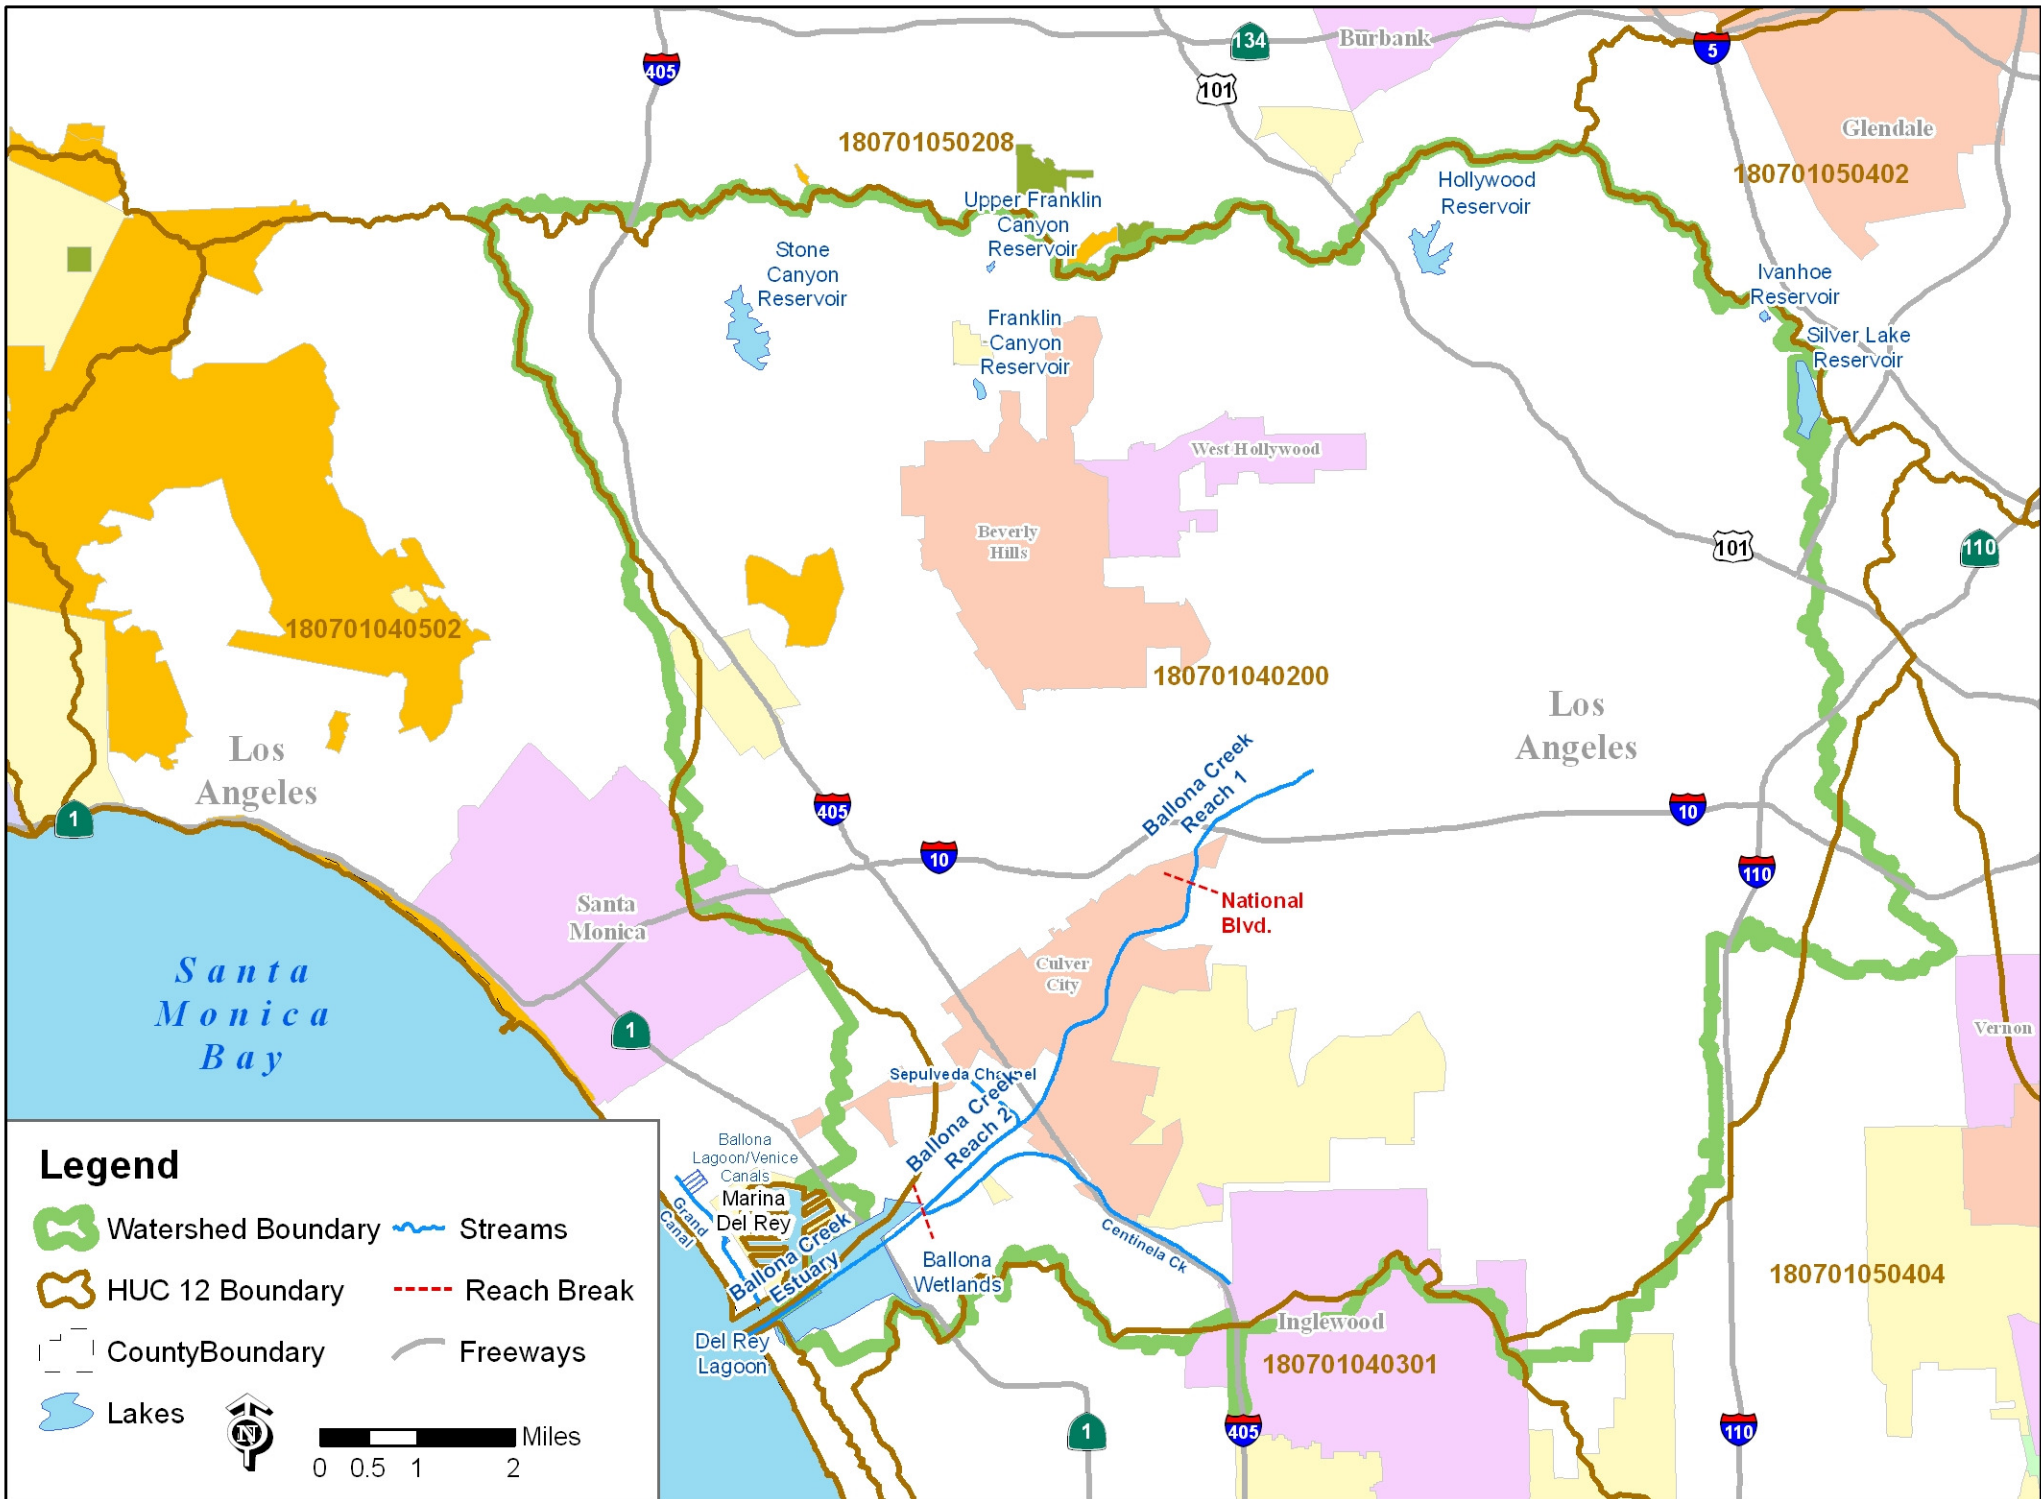 134
Burbank
5
405
101
Glendale
180701050208
180701050402
Hollywood
Reservoir
Upper Franklin
Canyon
Reservoir
Stone
Canyon
Reservoir
Ivanhoe
Reservoir
Franklin
Canyon
Reservoir
Silver Lake
Reservoir
West Hollywood
Beverly
Hills
101
110
180701040502
180701040200
Los
Angeles
Los
Angeles
1
405
10
Ballona Creek
Reach 1
10
110
National
Blvd.
Santa
Monica
Culver
City
Santa
Monica
Bay
1
Vernon
Sepulveda Channel
Ballona Creek
Reach 2
Ballona
Lagoon/Venice
Canals
Marina
Del Rey
Grand
Canal
Ballona Creek
Estuary
Centinela Ck
Ballona
Wetlands
Del Rey
Lagoon
Inglewood
180701050404
180701040301
1
405
110
Legend
Watershed Boundary
Streams
HUC 12 Boundary
Reach Break
CountyBoundary
Freeways
Lakes
N
Miles
0 0.5 1 2